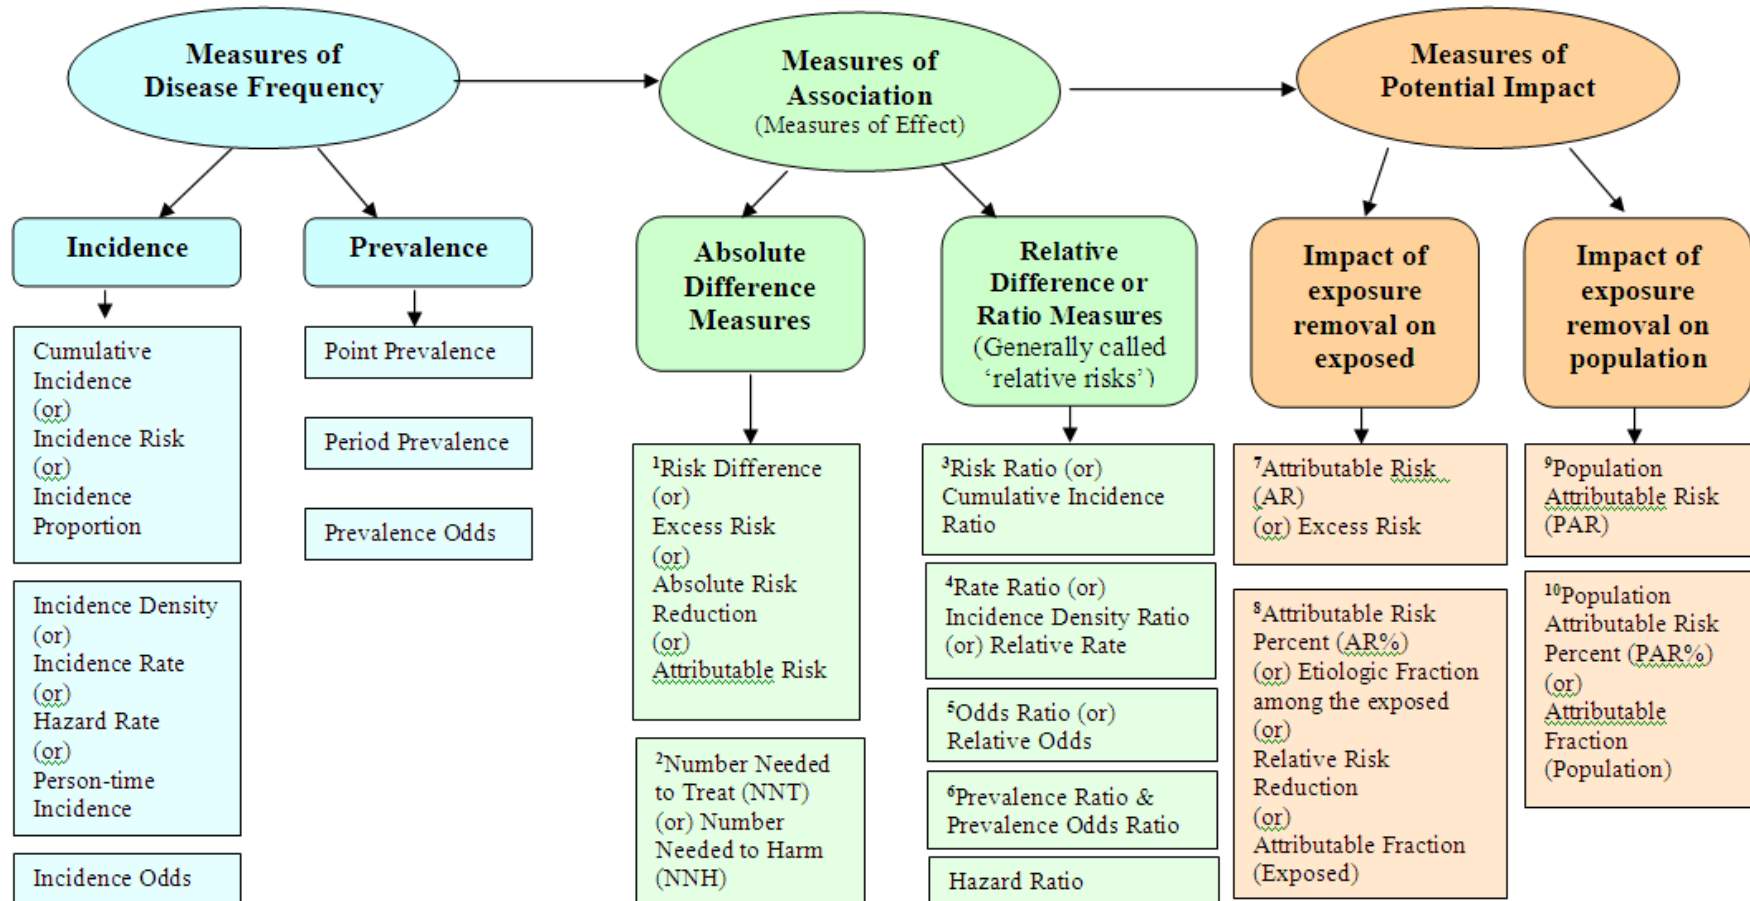 Measures of
Disease Frequency
Measures of
Association
(Measures of Effect)
Measures of
Potential Impact
Incidence
Prevalence
Absolute
Difference
Measures
Relative
Difference or
Ratio Measures
(Generally called
‘relative risks’)
Impact of
exposure
removal on
exposed
Impact of
exposure
removal on
population
Cumulative
Incidence
(or)
Incidence Risk
(or)
Incidence
Proportion
Incidence Density
(or)
Incidence Rate
(or)
Hazard Rate
(or)
Person-time
Incidence
Incidence Odds
Point Prevalence
Period Prevalence
Prevalence Odds
¹Risk Difference
(or)
Excess Risk
(or)
Absolute Risk
Reduction
(or)
Attributable Risk
²Number Needed
to Treat (NNT)
(or) Number
Needed to Harm
(NNH)
³Risk Ratio (or)
Cumulative Incidence
Ratio
⁴Rate Ratio (or)
Incidence Density Ratio
(or) Relative Rate
⁵Odds Ratio (or)
Relative Odds
⁶Prevalence Ratio &
Prevalence Odds Ratio
Hazard Ratio
⁷Attributable Risk
(AR)
(or) Excess Risk
⁸Attributable Risk
Percent (AR%)
(or) Etiologic Fraction
among the exposed
(or)
Relative Risk
Reduction
(or)
Attributable Fraction
(Exposed)
⁹Population
Attributable Risk
(PAR)
¹⁰Population
Attributable Risk
Percent (PAR%)
(or)
Attributable
Fraction
(Population)